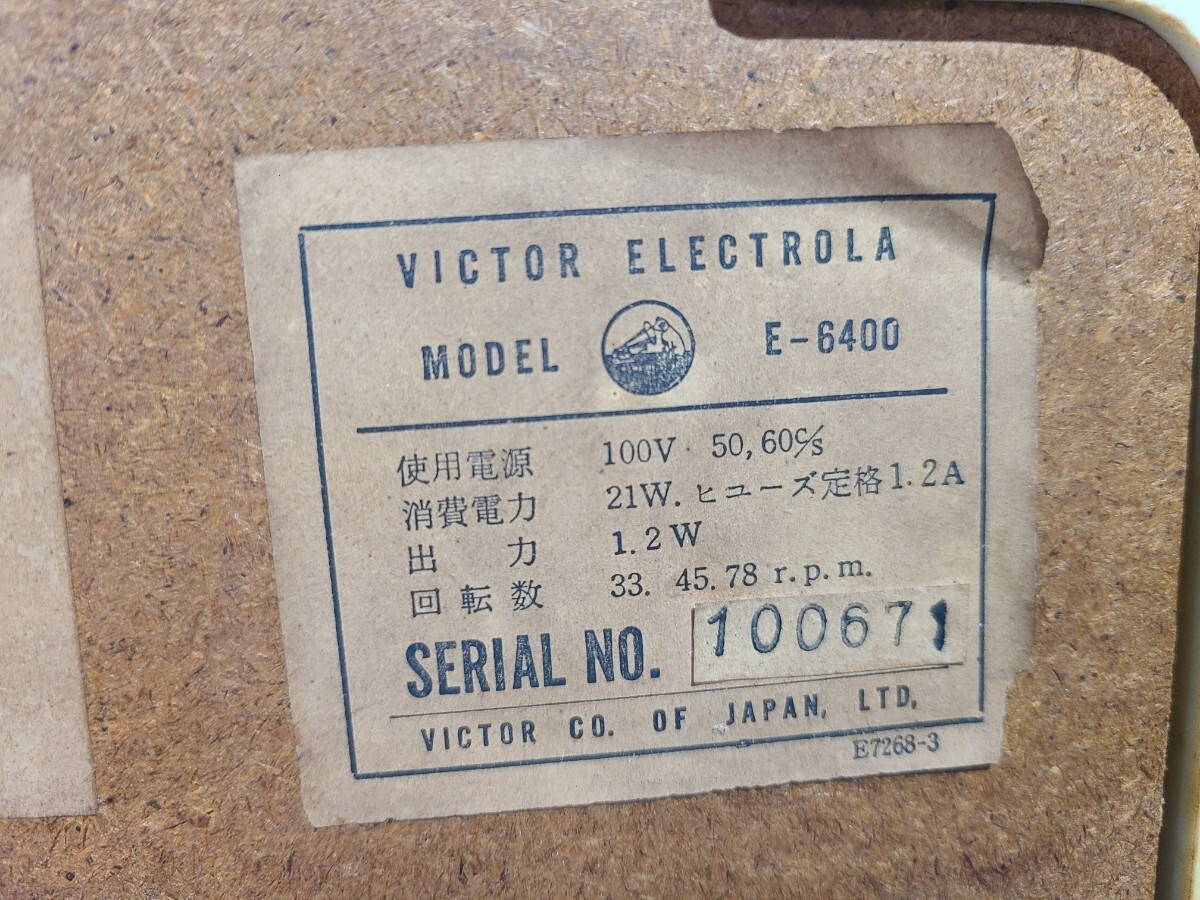 VICTOR ELECTROLA
MODEL E-6400
使用電源 100V 50,60c/s
消費電力 21W. ヒューズ定格1.2A
出力 1.2W
回転数 33. 45.78 r.p.m.
SERIAL NO. 100671
VICTOR CO. OF JAPAN, LTD.
E7268-3